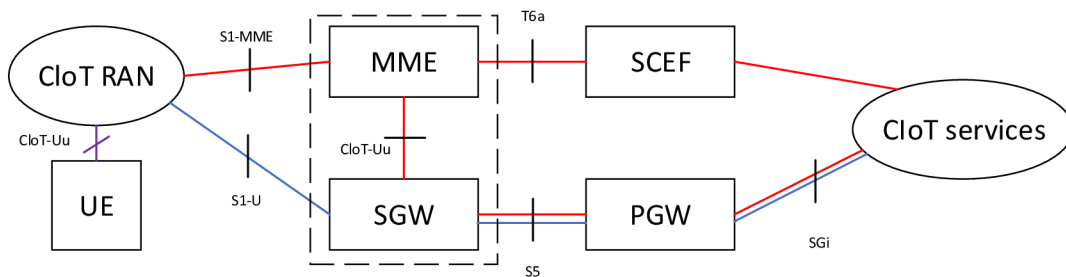 T6a
S1-MME
CIoT RAN
MME
SCEF
CIoT services
CIoT-Uu
CIoT-Uu
UE
S1-U
SGW
PGW
SGi
S5